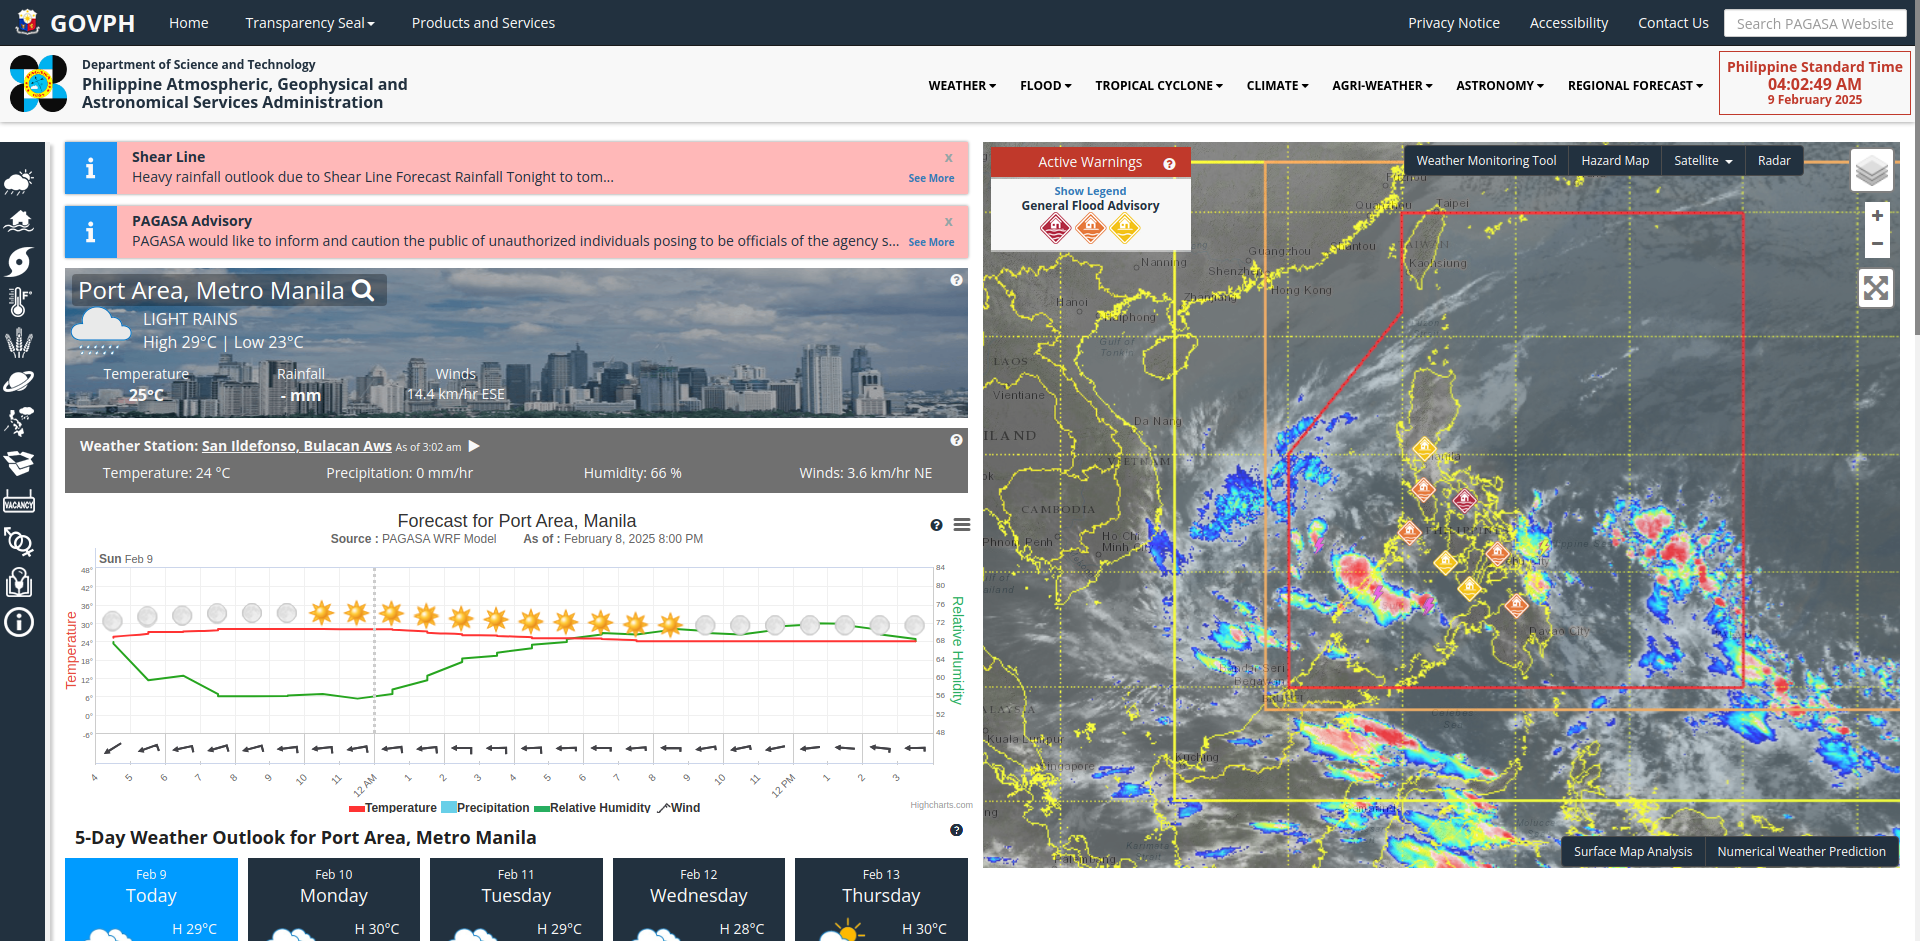 GOVPH
Home
Transparency Seal
Products and Services
Privacy Notice
Accessibility
Contact Us
Search PAGASA Website
Department of Science and Technology
Philippine Atmospheric, Geophysical and
Astronomical Services Administration
WEATHER
FLOOD
TROPICAL CYCLONE
CLIMATE
AGRI-WEATHER
ASTRONOMY
REGIONAL FORECAST
Philippine Standard Time
04:02:49 AM
9 February 2025
Shear Line
x
Heavy rainfall outlook due to Shear Line Forecast Rainfall Tonight to tom...
See More
PAGASA Advisory
x
PAGASA would like to inform and caution the public of unauthorized individuals posing to be officials of the agency s...
See More
Port Area, Metro Manila
LIGHT RAINS
High 29°C | Low 23°C
Temperature
Rainfall
Winds
25°C
- mm
14.4 km/hr ESE
Weather Station: San Ildefonso, Bulacan Aws As of 3:02 am
Temperature: 24 °C
Precipitation: 0 mm/hr
Humidity: 66 %
Winds: 3.6 km/hr NE
Forecast for Port Area, Manila
Source : PAGASA WRF Model As of : February 8, 2025 8:00 PM
Sun Feb 9
Temperature
48°
42°
36°
30°
24°
18°
12°
6°
0°
-6°
84
80
76
72
68
64
60
56
52
48
Relative Humidity
4 5 6 7 8 9 10 11 12 AM 1 2 3 4 5 6 7 8 9 10 11 12 PM 1 2 3
Temperature Precipitation Relative Humidity Wind
Highcharts.com
5-Day Weather Outlook for Port Area, Metro Manila
Feb 9
Today
H 29°C
Feb 10
Monday
H 30°C
Feb 11
Tuesday
H 29°C
Feb 12
Wednesday
H 28°C
Feb 13
Thursday
H 30°C
VACANCY
Active Warnings
Show Legend
General Flood Advisory
Weather Monitoring Tool
Hazard Map
Satellite
Radar
+
−
Taipei
Guangzhou
Nanning
Shenzhen
Kaohsiung
Hong Kong
Hanoi
Haiphong
Gulf of
LAOS
Vientiane
Da Nang
VIETNAM
CAMBODIA
Phnom Penh
Ho Chi
Minh
Davao City
Bandar Seri
Begawan
Celebes
Sea
Kuala Lumpur
Singapore
Kuching
Surface Map Analysis
Numerical Weather Prediction